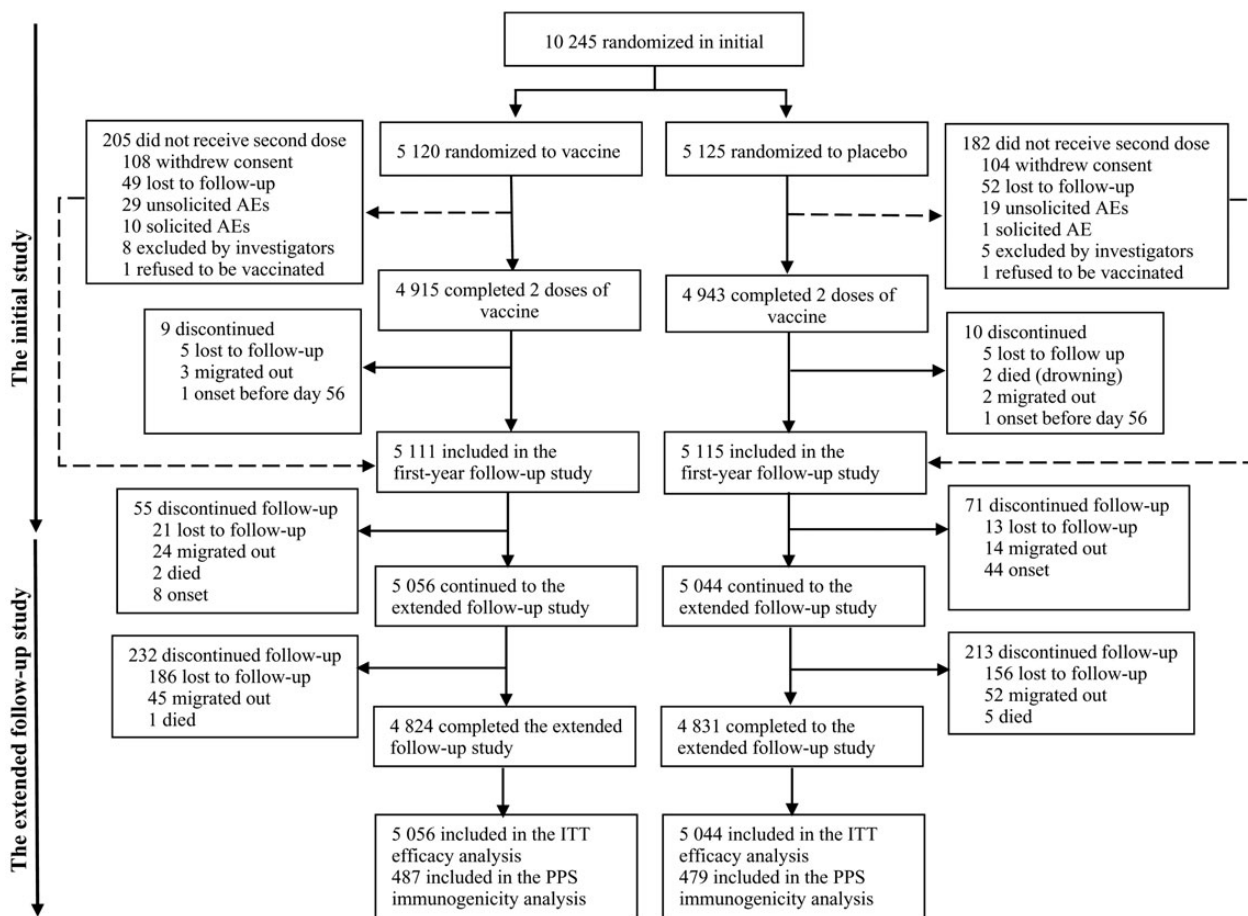 10 245 randomized in initial
205 did not receive second dose
108 withdrew consent
49 lost to follow-up
29 unsolicited AEs
10 solicited AEs
8 excluded by investigators
1 refused to be vaccinated
5 120 randomized to vaccine
5 125 randomized to placebo
182 did not receive second dose
104 withdrew consent
52 lost to follow-up
19 unsolicited AEs
1 solicited AE
5 excluded by investigators
1 refused to be vaccinated
The initial study
4 915 completed 2 doses of
vaccine
4 943 completed 2 doses of
vaccine
9 discontinued
5 lost to follow-up
3 migrated out
1 onset before day 56
10 discontinued
5 lost to follow up
2 died (drowning)
2 migrated out
1 onset before day 56
5 111 included in the
first-year follow-up study
5 115 included in the
first-year follow-up study
55 discontinued follow-up
21 lost to follow-up
24 migrated out
2 died
8 onset
71 discontinued follow-up
13 lost to follow-up
14 migrated out
44 onset
The extended follow-up study
5 056 continued to the
extended follow-up study
5 044 continued to the
extended follow-up study
232 discontinued follow-up
186 lost to follow-up
45 migrated out
1 died
213 discontinued follow-up
156 lost to follow-up
52 migrated out
5 died
4 824 completed the extended
follow-up study
4 831 completed to the
extended follow-up study
5 056 included in the ITT
efficacy analysis
487 included in the PPS
immunogenicity analysis
5 044 included in the ITT
efficacy analysis
479 included in the PPS
immunogenicity analysis